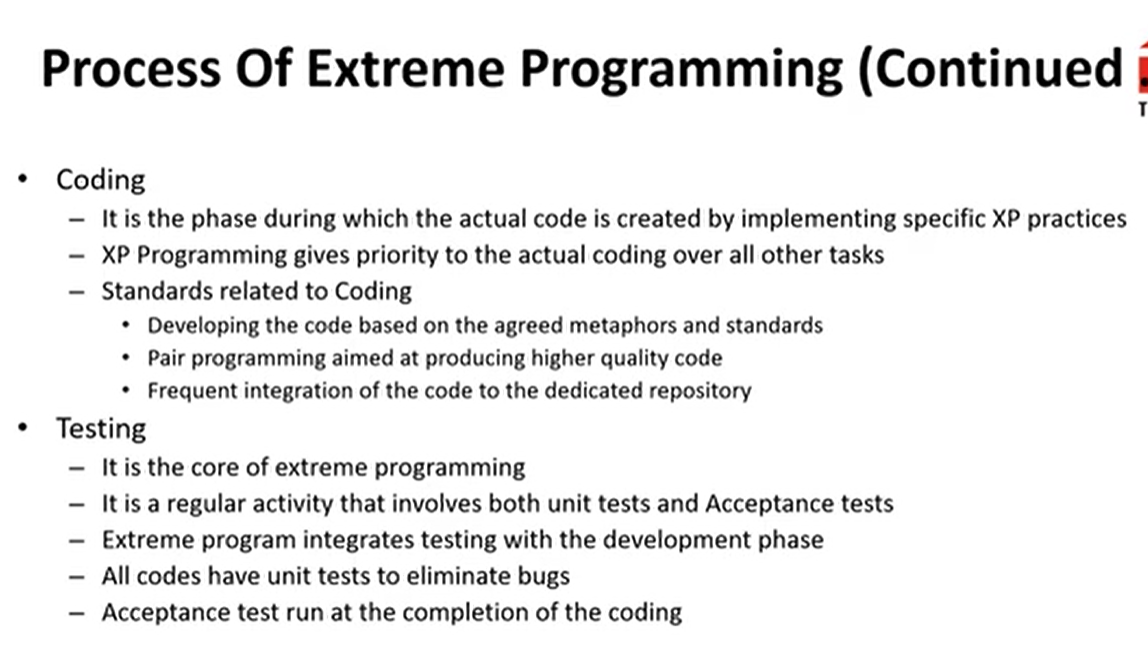 Process Of Extreme Programming (Continued
T
• Coding
– It is the phase during which the actual code is created by implementing specific XP practices
– XP Programming gives priority to the actual coding over all other tasks
– Standards related to Coding
• Developing the code based on the agreed metaphors and standards
• Pair programming aimed at producing higher quality code
• Frequent integration of the code to the dedicated repository
• Testing
– It is the core of extreme programming
– It is a regular activity that involves both unit tests and Acceptance tests
– Extreme program integrates testing with the development phase
– All codes have unit tests to eliminate bugs
– Acceptance test run at the completion of the coding